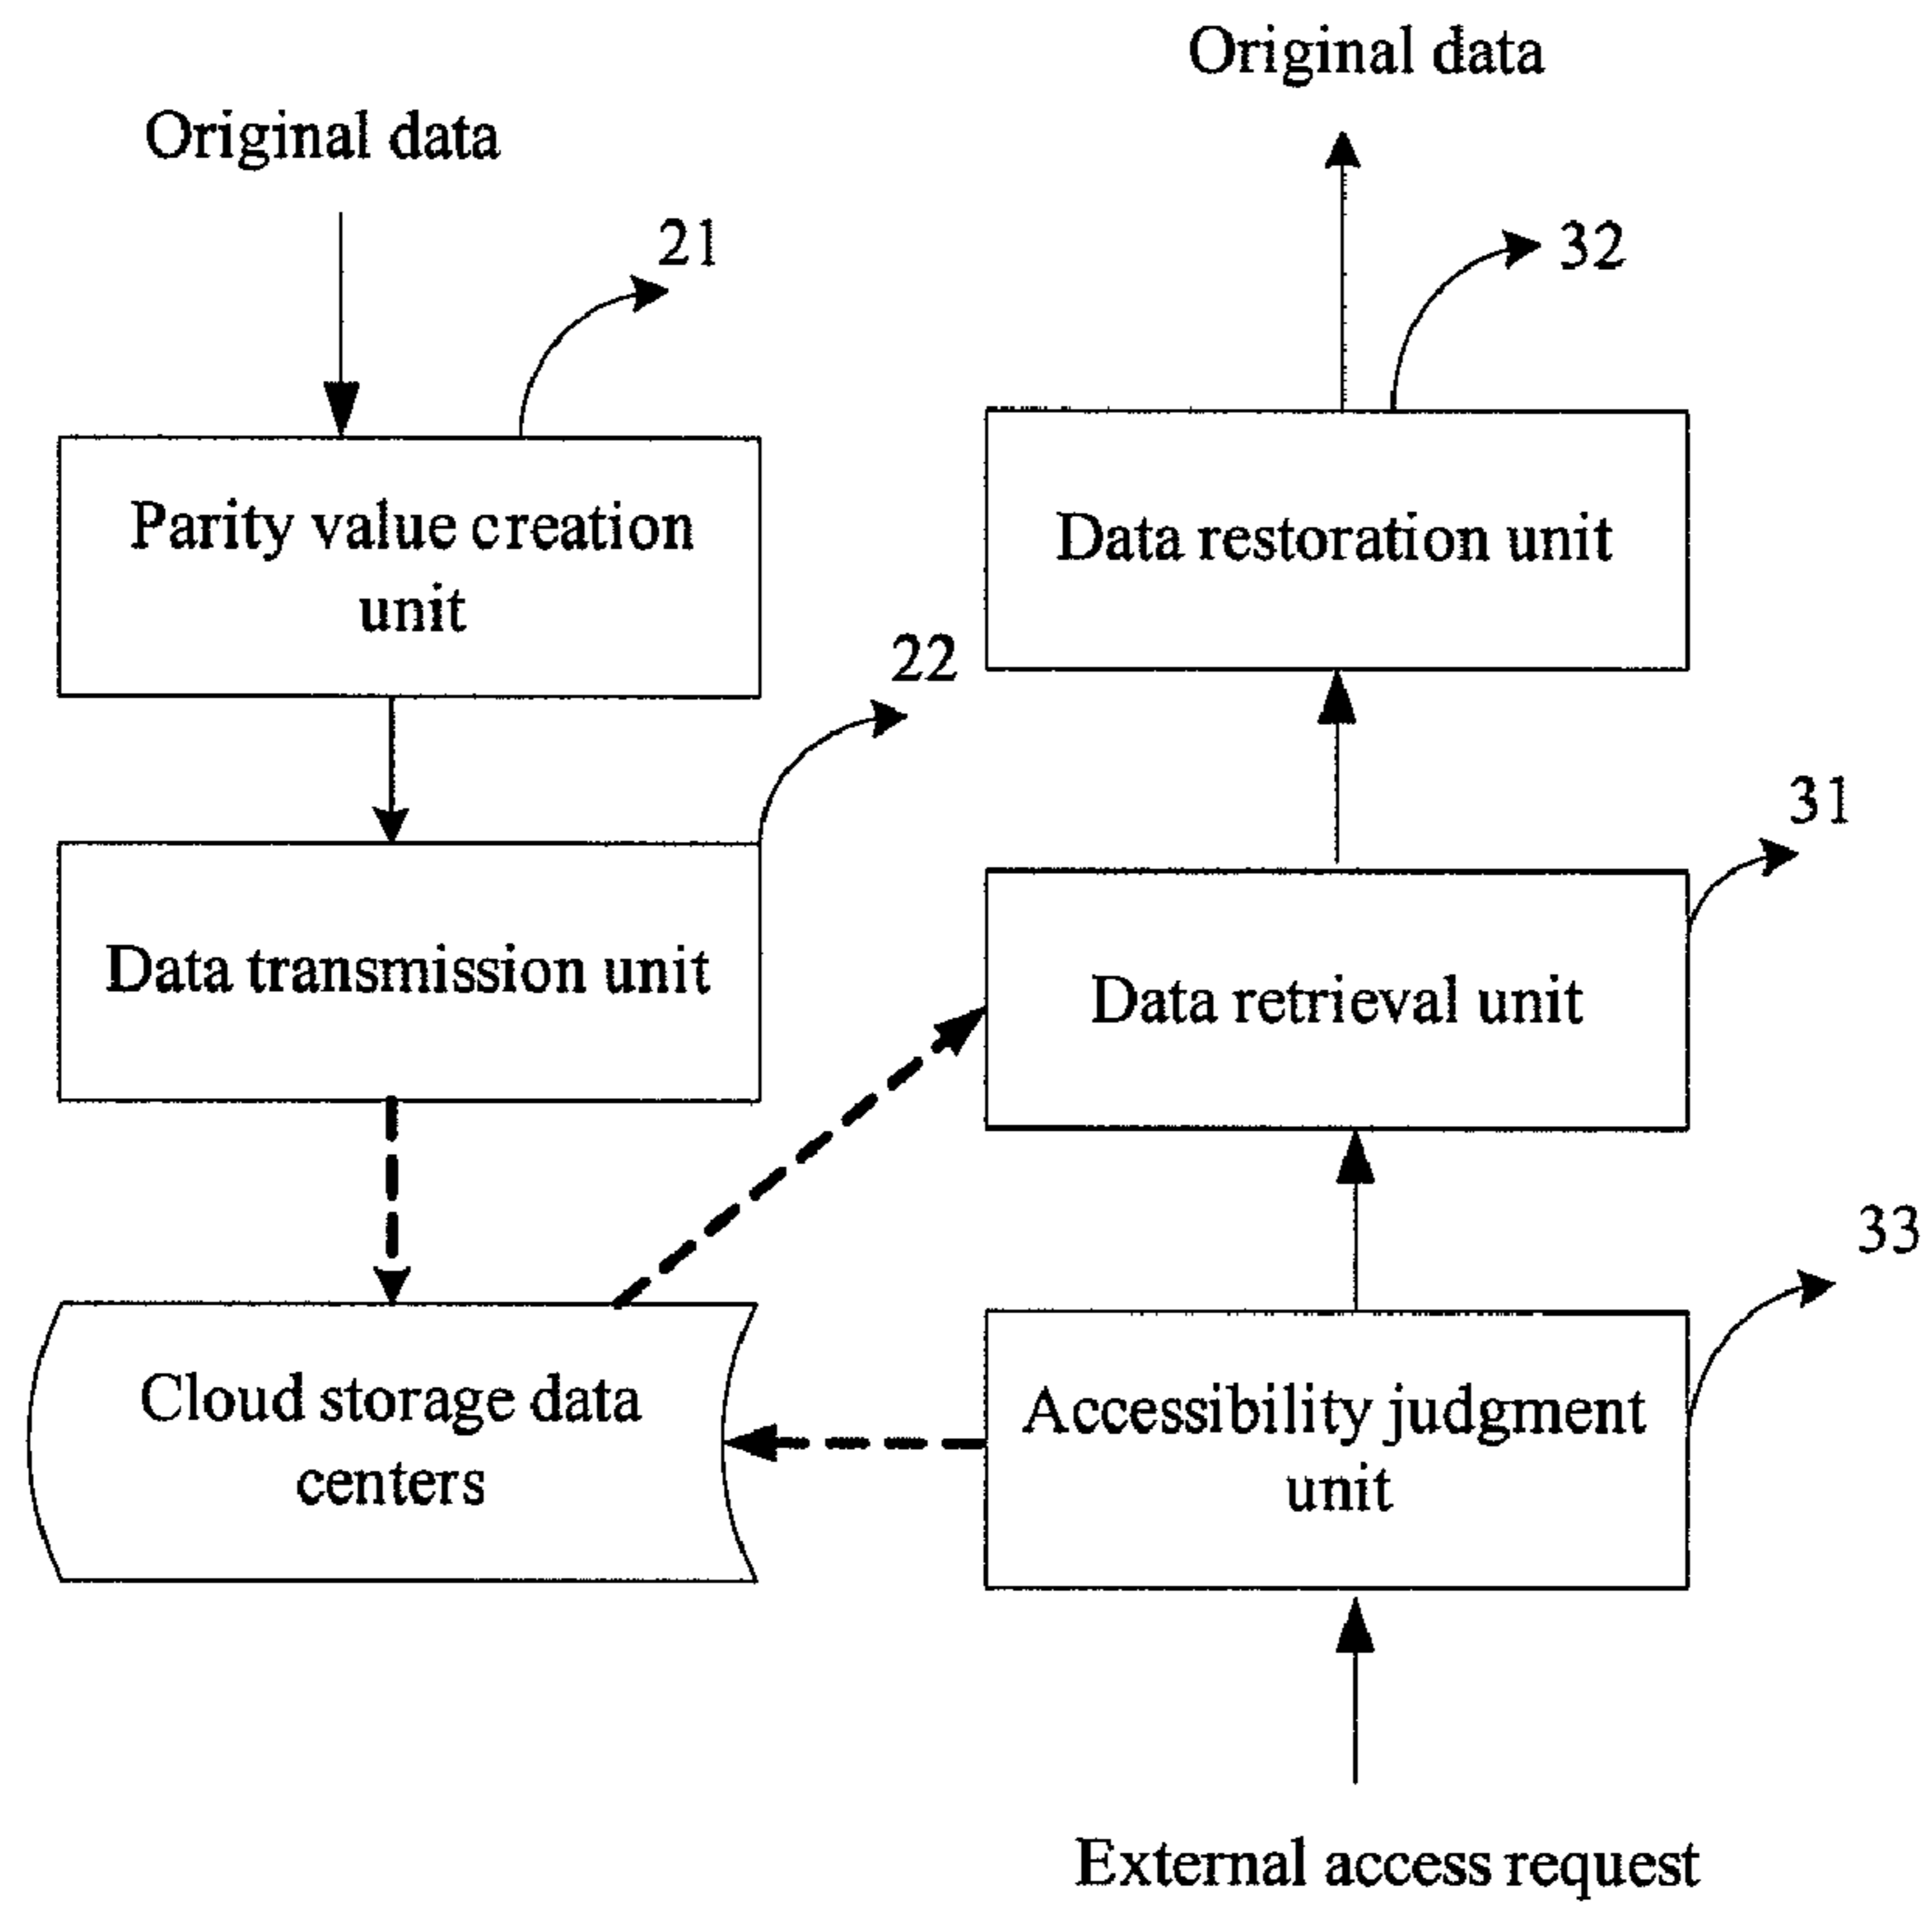 Original data
Original data
21
32
Parity value creation
unit
Data restoration unit
22
31
Data transmission unit
Data retrieval unit
33
Cloud storage data
centers
Accessibility judgment
unit
External access request